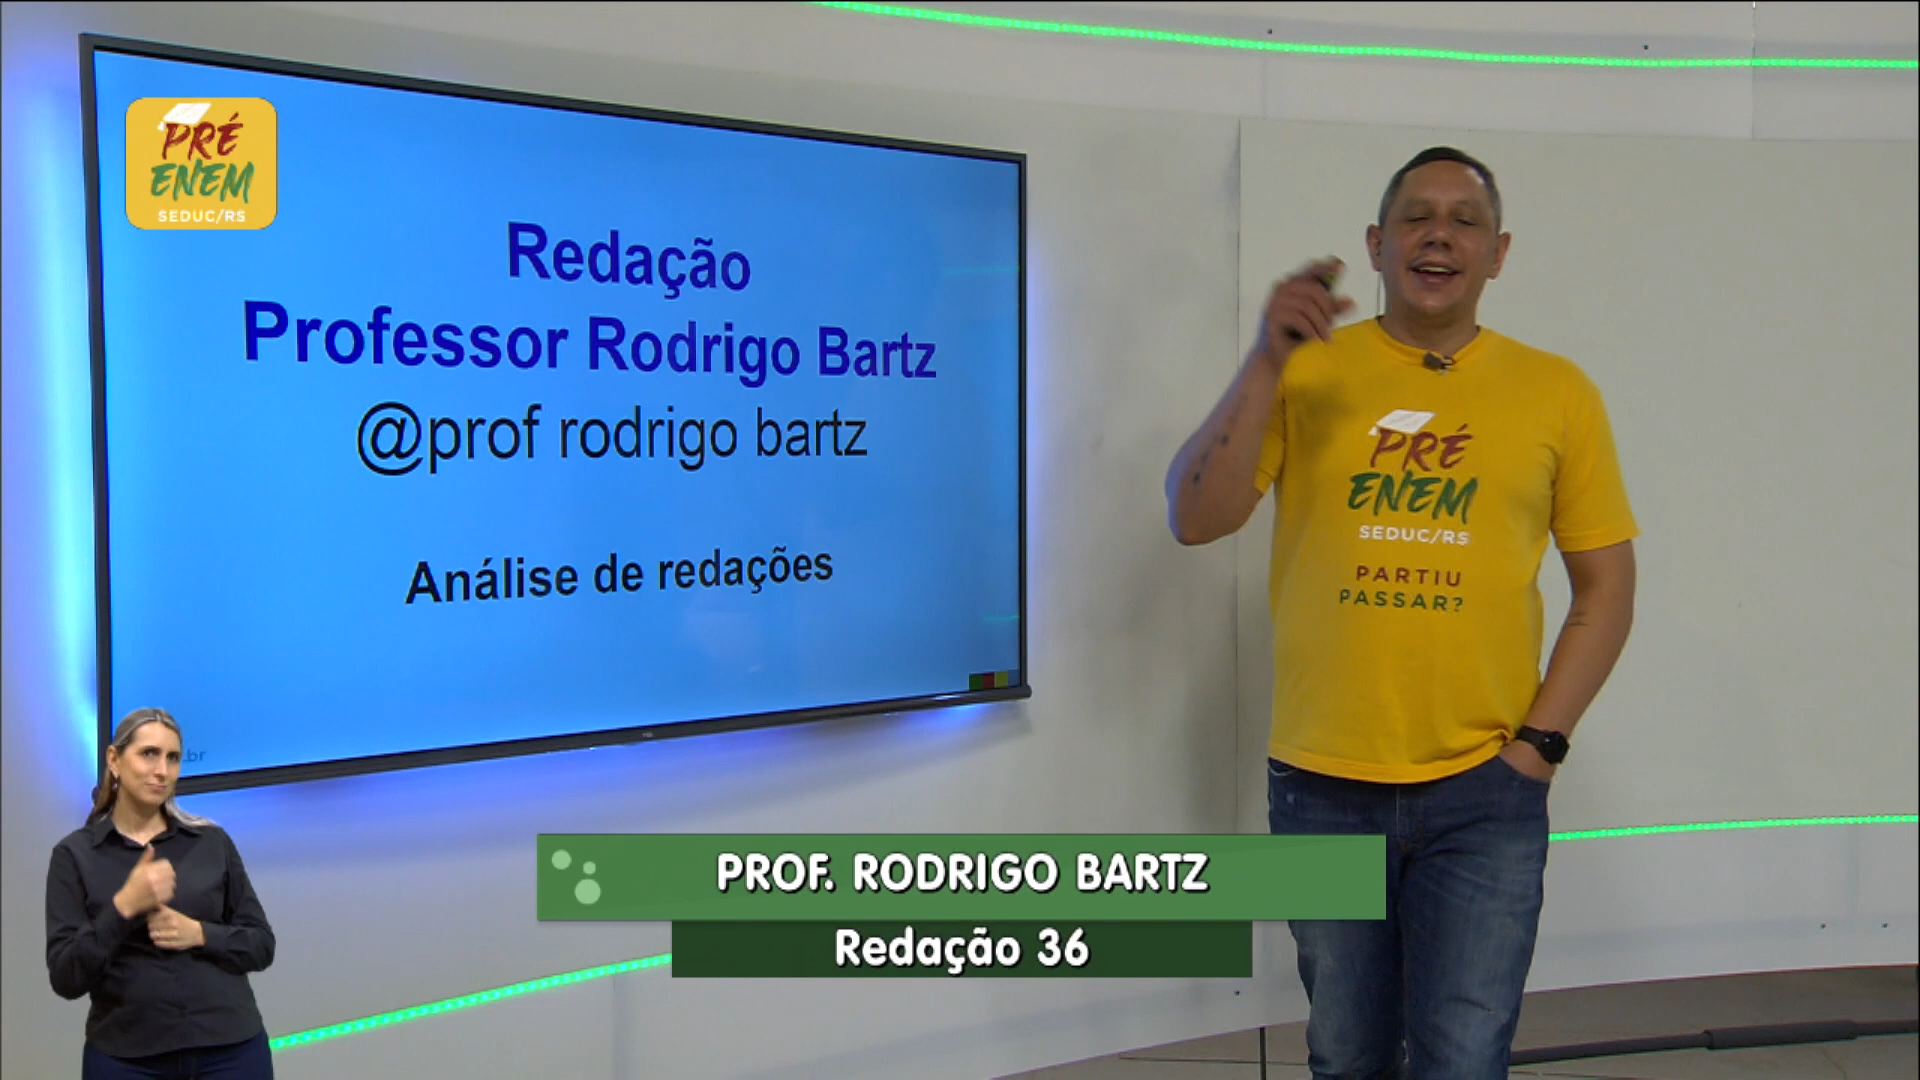 PRÉ
ENEM
SEDUC/RS
Redação
Professor Rodrigo Bartz
@prof rodrigo bartz
Análise de redações
.br
PRÉ
ENEM
SEDUC/RS
PARTIU
PASSAR?
PROF. RODRIGO BARTZ
Redação 36